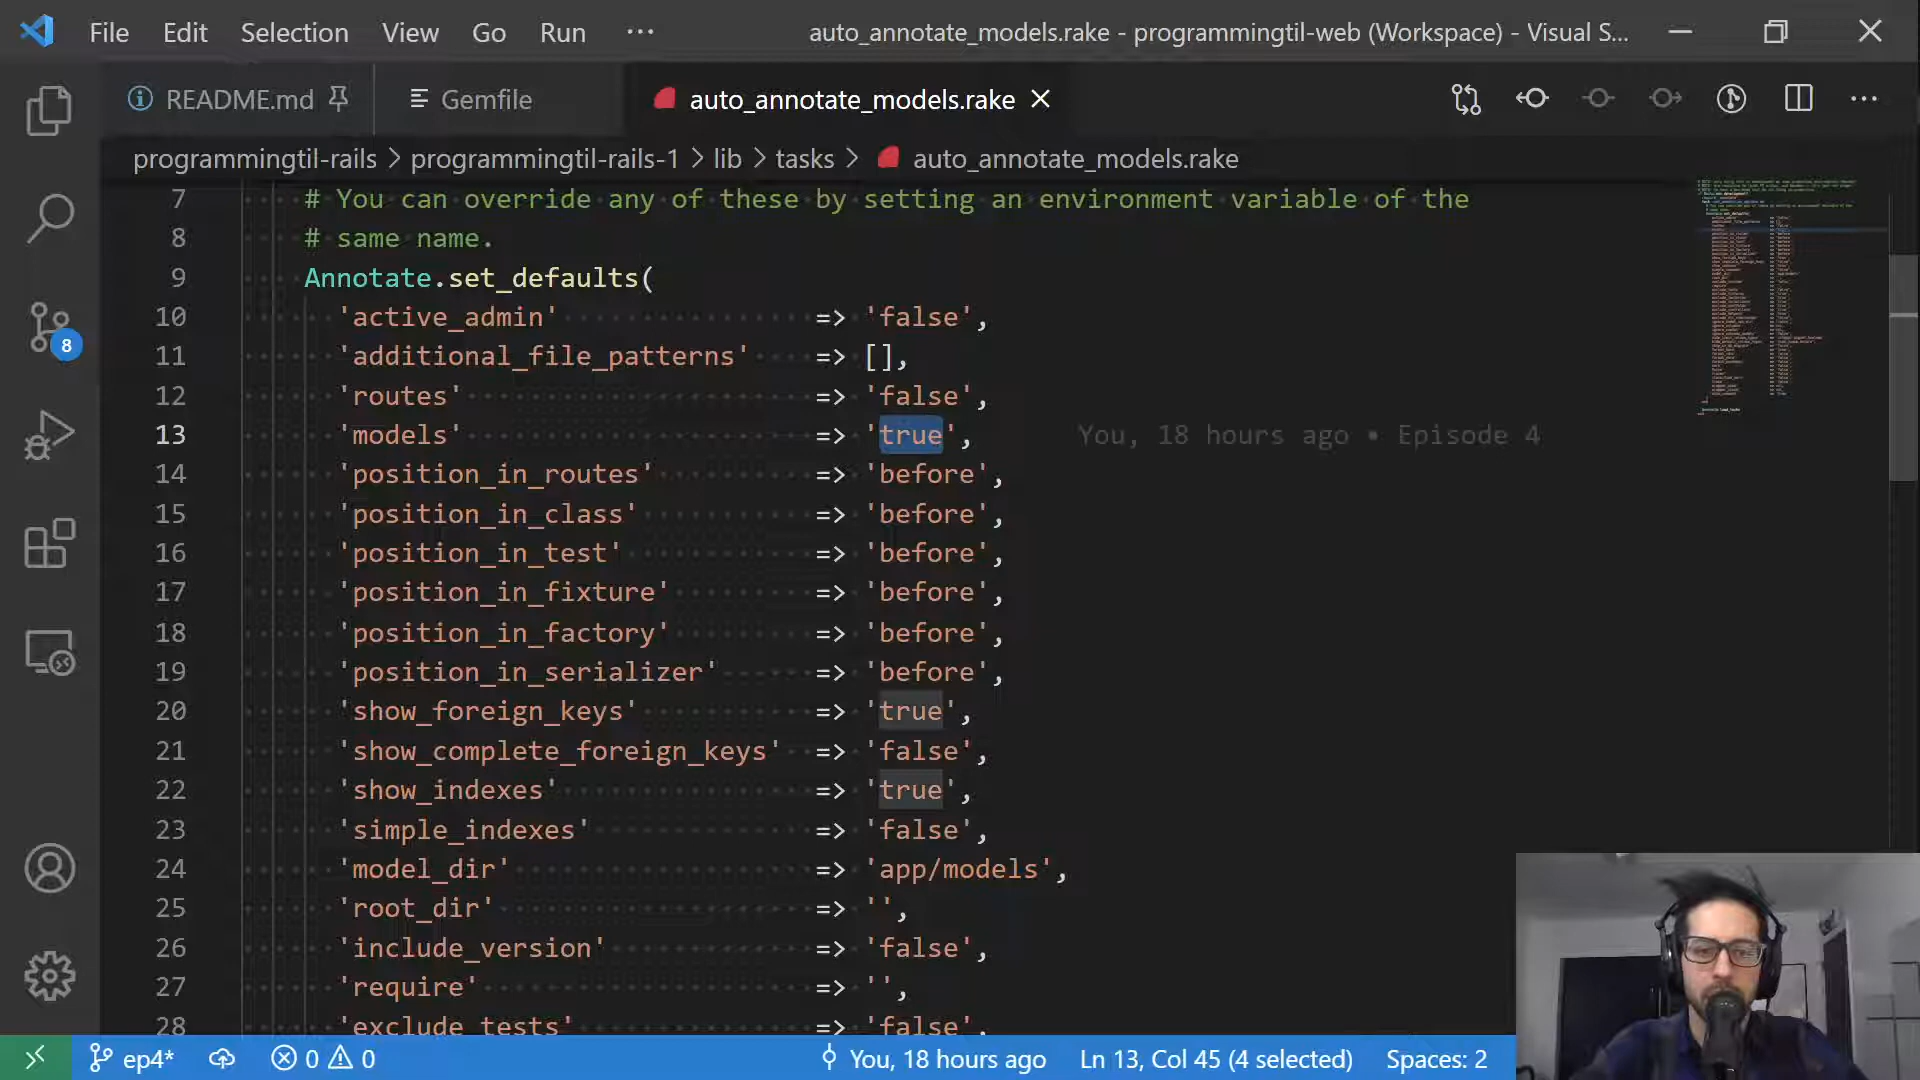 File Edit Selection View Go Run ··· auto_annotate_models.rake - programmingtil-web (Workspace) - Visual S...
README.md Gemfile auto_annotate_models.rake
programmingtil-rails > programmingtil-rails-1 > lib > tasks > auto_annotate_models.rake
7 # You can override any of these by setting an environment variable of the
8 # same name.
9 Annotate.set_defaults(
10 'active_admin' => 'false',
11 'additional_file_patterns' => [],
12 'routes' => 'false',
13 'models' => 'true', You, 18 hours ago • Episode 4
14 'position_in_routes' => 'before',
15 'position_in_class' => 'before',
16 'position_in_test' => 'before',
17 'position_in_fixture' => 'before',
18 'position_in_factory' => 'before',
19 'position_in_serializer' => 'before',
20 'show_foreign_keys' => 'true',
21 'show_complete_foreign_keys' => 'false',
22 'show_indexes' => 'true',
23 'simple_indexes' => 'false',
24 'model_dir' => 'app/models',
25 'root_dir' => '',
26 'include_version' => 'false',
27 'require' => '',
28 'exclude_tests' => 'false',
8
ep4* 0 0 You, 18 hours ago Ln 13, Col 45 (4 selected) Spaces: 2